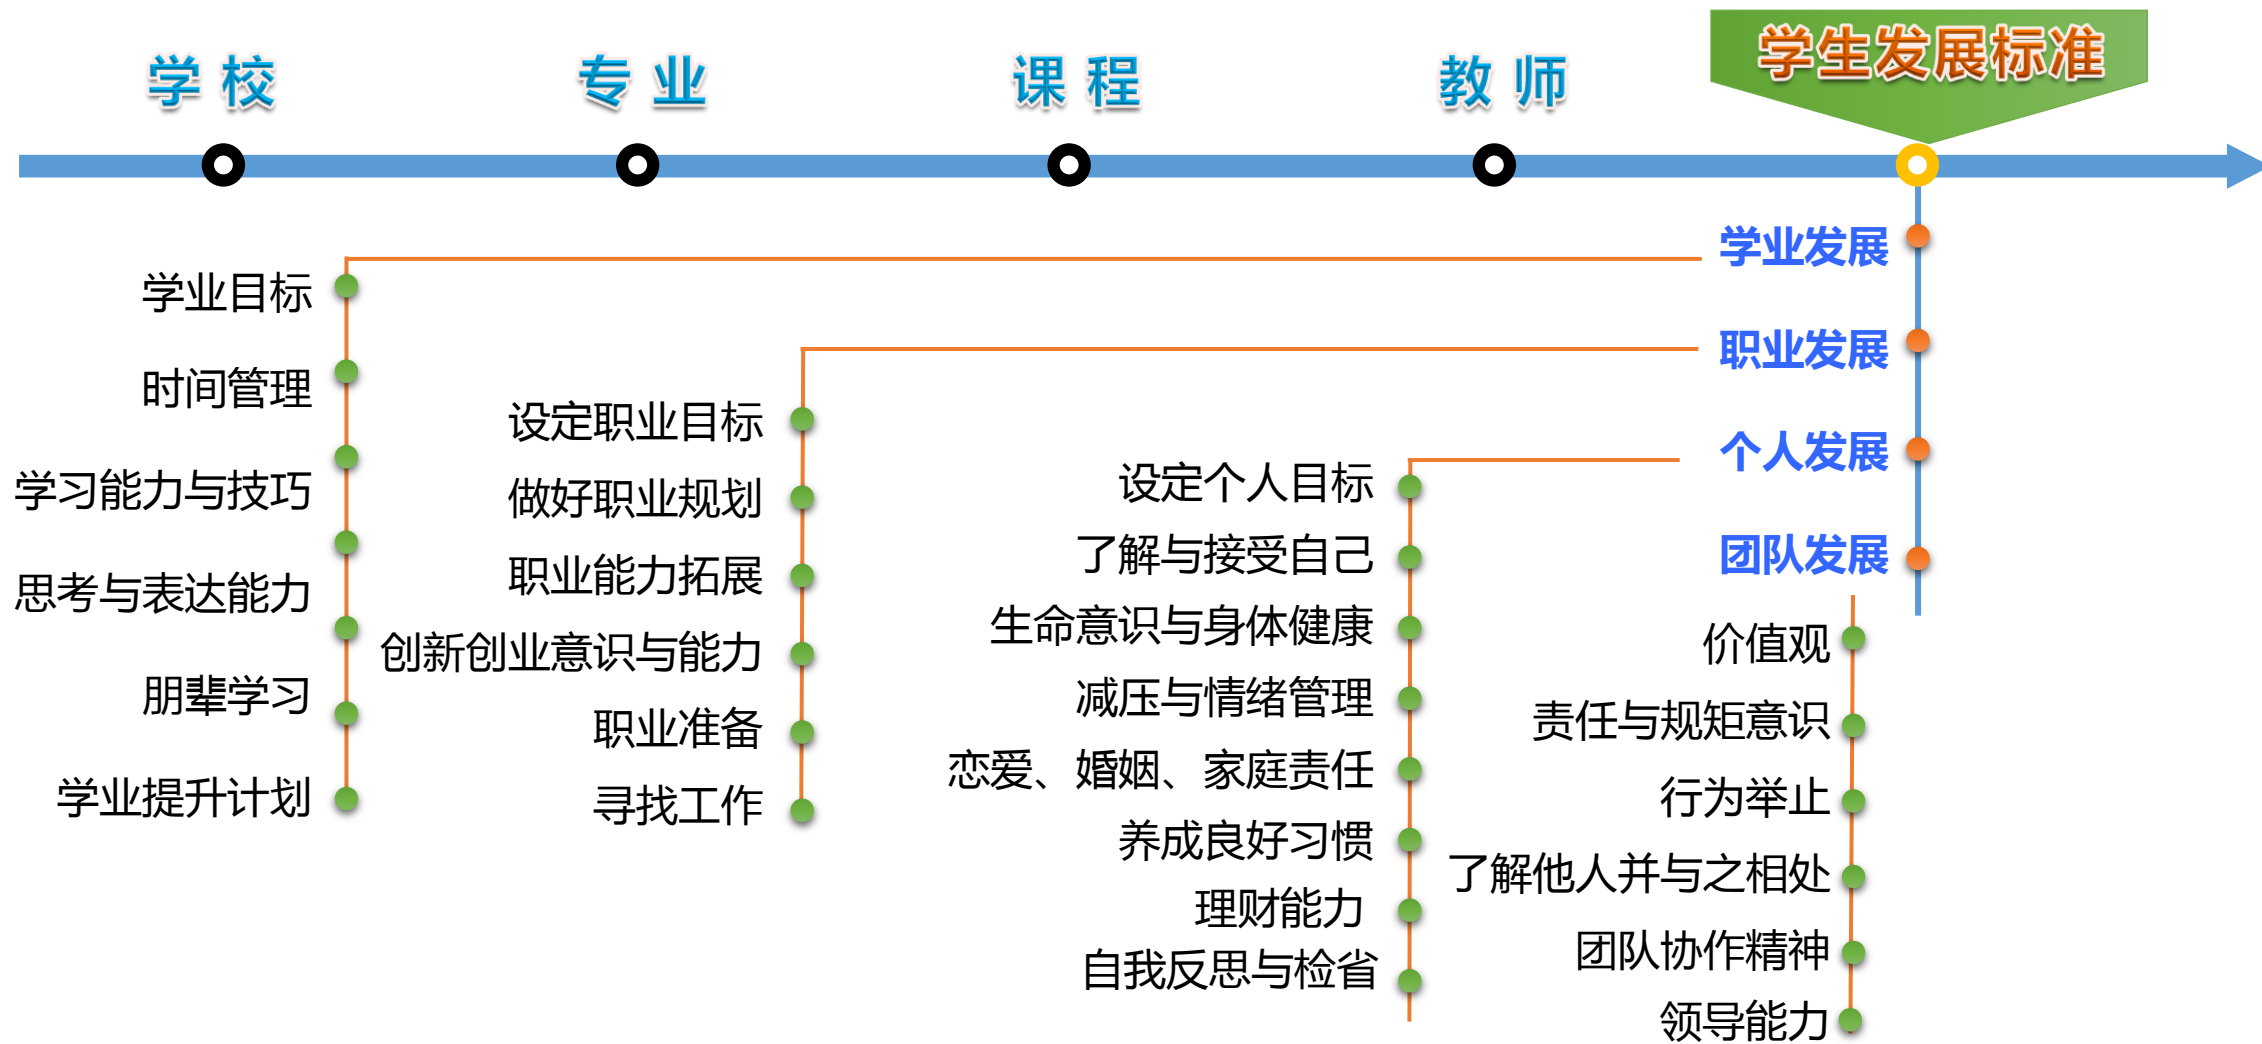 学校
专业
课程
教师
学生发展标准
学业发展
学业目标
时间管理
学习能力与技巧
思考与表达能力
朋辈学习
学业提升计划
职业发展
设定职业目标
做好职业规划
职业能力拓展
创新创业意识与能力
职业准备
寻找工作
个人发展
设定个人目标
了解与接受自己
生命意识与身体健康
减压与情绪管理
恋爱、婚姻、家庭责任
养成良好习惯
理财能力
自我反思与检省
团队发展
价值观
责任与规矩意识
行为举止
了解他人并与之相处
团队协作精神
领导能力